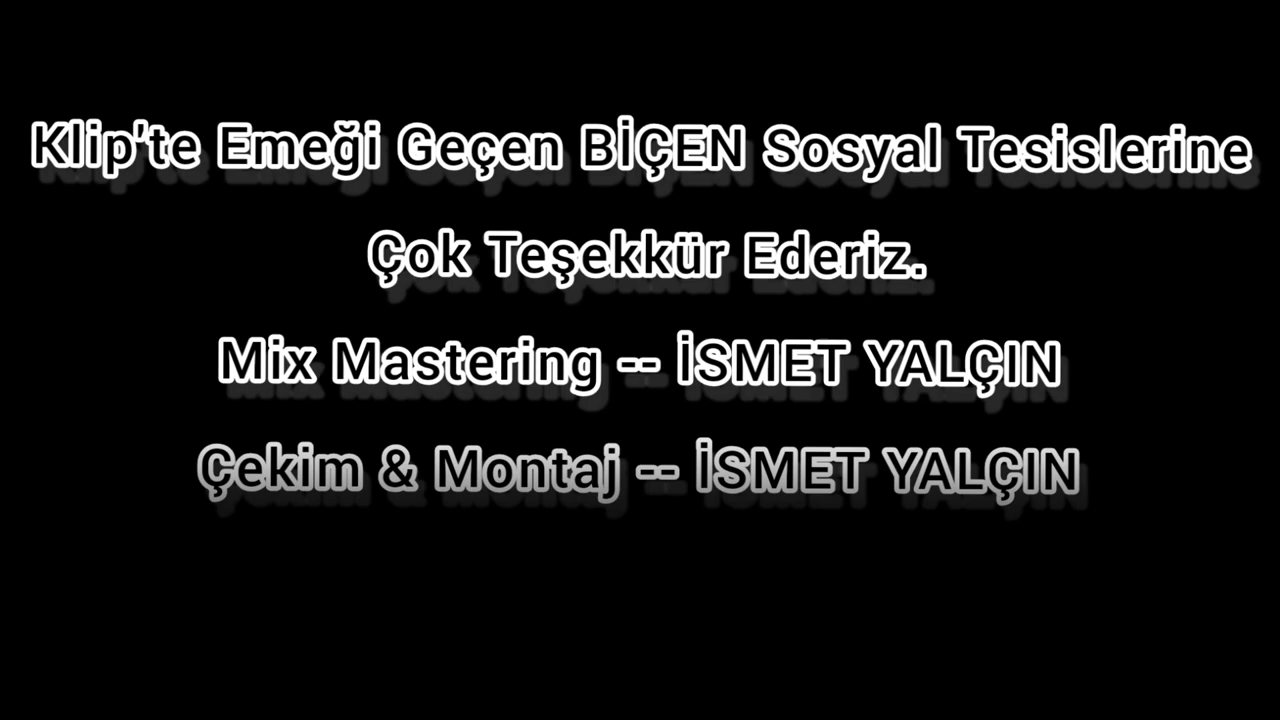 Klip'te Emeği Geçen BİÇEN Sosyal Tesislerine
Çok Teşekkür Ederiz.
Mix Mastering -- İSMET YALÇIN
Çekim & Montaj -- İSMET YALÇIN